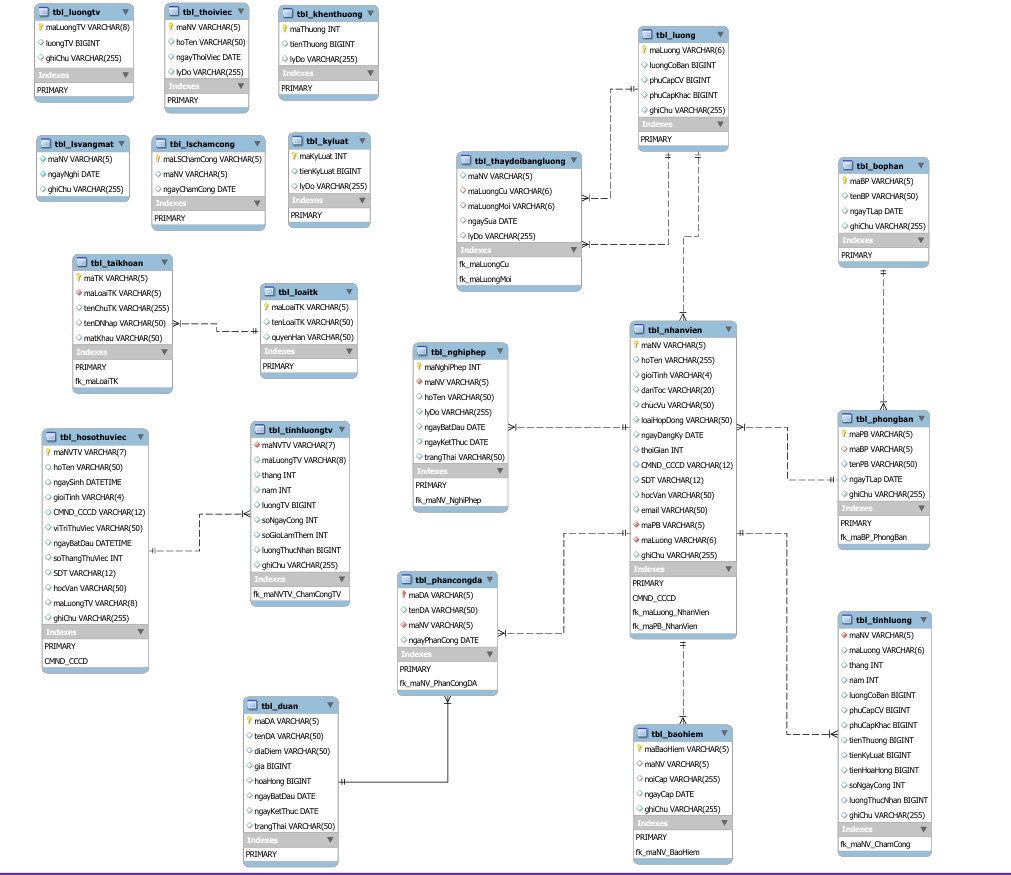 tbl_luongtv
maLuongTV VARCHAR(8)
luongTV BIGINT
ghiChu VARCHAR(255)
Indexes
PRIMARY
tbl_thoiviec
maNV VARCHAR(5)
hoTen VARCHAR(50)
ngayThoiViec DATE
lyDo VARCHAR(255)
Indexes
PRIMARY
tbl_khenthuong
maThuong INT
tienThuong BIGINT
lyDo VARCHAR(255)
Indexes
PRIMARY
tbl_luong
maLuong VARCHAR(6)
luongCoBan BIGINT
phuCapCV BIGINT
phuCapKhac BIGINT
ghiChu VARCHAR(255)
Indexes
PRIMARY
tbl_lsvangmat
maNV VARCHAR(5)
ngayNghi DATE
ghiChu VARCHAR(255)
tbl_lschamcong
maLSChamCong VARCHAR(5)
maNV VARCHAR(5)
ngayChamCong DATE
Indexes
PRIMARY
tbl_kyluat
maKyLuat INT
tienKyLuat BIGINT
lyDo VARCHAR(255)
Indexes
PRIMARY
tbl_thaydoibangluong
maNV VARCHAR(5)
maLuongCu VARCHAR(6)
maLuongMoi VARCHAR(6)
ngaySua DATE
lyDo VARCHAR(255)
Indexes
fk_maLuongCu
fk_maLuongMoi
tbl_bophan
maBP VARCHAR(5)
tenBP VARCHAR(50)
ngayTLap DATE
ghiChu VARCHAR(255)
Indexes
PRIMARY
tbl_taikhoan
maTK VARCHAR(5)
maLoaiTK VARCHAR(5)
tenChuTK VARCHAR(255)
tenDNhap VARCHAR(50)
matKhau VARCHAR(50)
Indexes
PRIMARY
fk_maLoaiTK
tbl_loaitk
maLoaiTK VARCHAR(5)
tenLoaiTK VARCHAR(50)
quyenHan VARCHAR(50)
Indexes
PRIMARY
tbl_nghiphep
maNghiPhep INT
maNV VARCHAR(5)
hoTen VARCHAR(50)
lyDo VARCHAR(255)
ngayBatDau DATE
ngayKetThuc DATE
trangThai VARCHAR(50)
Indexes
PRIMARY
fk_maNV_NghiPhep
tbl_nhanvien
maNV VARCHAR(5)
hoTen VARCHAR(255)
gioiTinh VARCHAR(4)
danToc VARCHAR(20)
chucVu VARCHAR(50)
loaiHopDong VARCHAR(50)
ngayDangKy DATE
thoiGian INT
CMND_CCCD VARCHAR(12)
SDT VARCHAR(12)
hocVan VARCHAR(50)
email VARCHAR(50)
maPB VARCHAR(5)
maLuong VARCHAR(6)
ghiChu VARCHAR(255)
Indexes
PRIMARY
CMND_CCCD
fk_maLuong_NhanVien
fk_maPB_NhanVien
tbl_phongban
maPB VARCHAR(5)
maBP VARCHAR(5)
tenPB VARCHAR(50)
ngayTLap DATE
ghiChu VARCHAR(255)
Indexes
PRIMARY
fk_maBP_PhongBan
tbl_hosothuviec
maNVTV VARCHAR(7)
hoTen VARCHAR(50)
ngaySinh DATETIME
gioiTinh VARCHAR(4)
CMND_CCCD VARCHAR(12)
viTriThuViec VARCHAR(50)
ngayBatDau DATETIME
soThangThuViec INT
SDT VARCHAR(12)
hocVan VARCHAR(50)
maLuongTV VARCHAR(8)
ghiChu VARCHAR(255)
Indexes
PRIMARY
CMND_CCCD
tbl_tinhluongtv
maNVTV VARCHAR(7)
maLuongTV VARCHAR(8)
thang INT
nam INT
luongTV BIGINT
soNgayCong INT
soGioLamThem INT
luongThucNhan BIGINT
ghiChu VARCHAR(255)
Indexes
fk_maNVTV_ChamCongTV
tbl_phancongda
maDA VARCHAR(5)
tenDA VARCHAR(50)
maNV VARCHAR(5)
ngayPhanCong DATE
Indexes
PRIMARY
fk_maNV_PhanCongDA
tbl_tinhluong
maNV VARCHAR(5)
maLuong VARCHAR(6)
thang INT
nam INT
luongCoBan BIGINT
phuCapCV BIGINT
phuCapKhac BIGINT
tienThuong BIGINT
tienKyLuat BIGINT
tienHoaHong BIGINT
soNgayCong INT
luongThucNhan BIGINT
ghiChu VARCHAR(255)
Indexes
fk_maNV_ChamCong
tbl_duan
maDA VARCHAR(5)
tenDA VARCHAR(50)
diaDiem VARCHAR(50)
gia BIGINT
hoaHong BIGINT
ngayBatDau DATE
ngayKetThuc DATE
trangThai VARCHAR(50)
Indexes
PRIMARY
tbl_baohiem
maBaoHiem VARCHAR(5)
maNV VARCHAR(5)
noiCap VARCHAR(255)
ngayCap DATE
ghiChu VARCHAR(255)
Indexes
PRIMARY
fk_maNV_BaoHiem